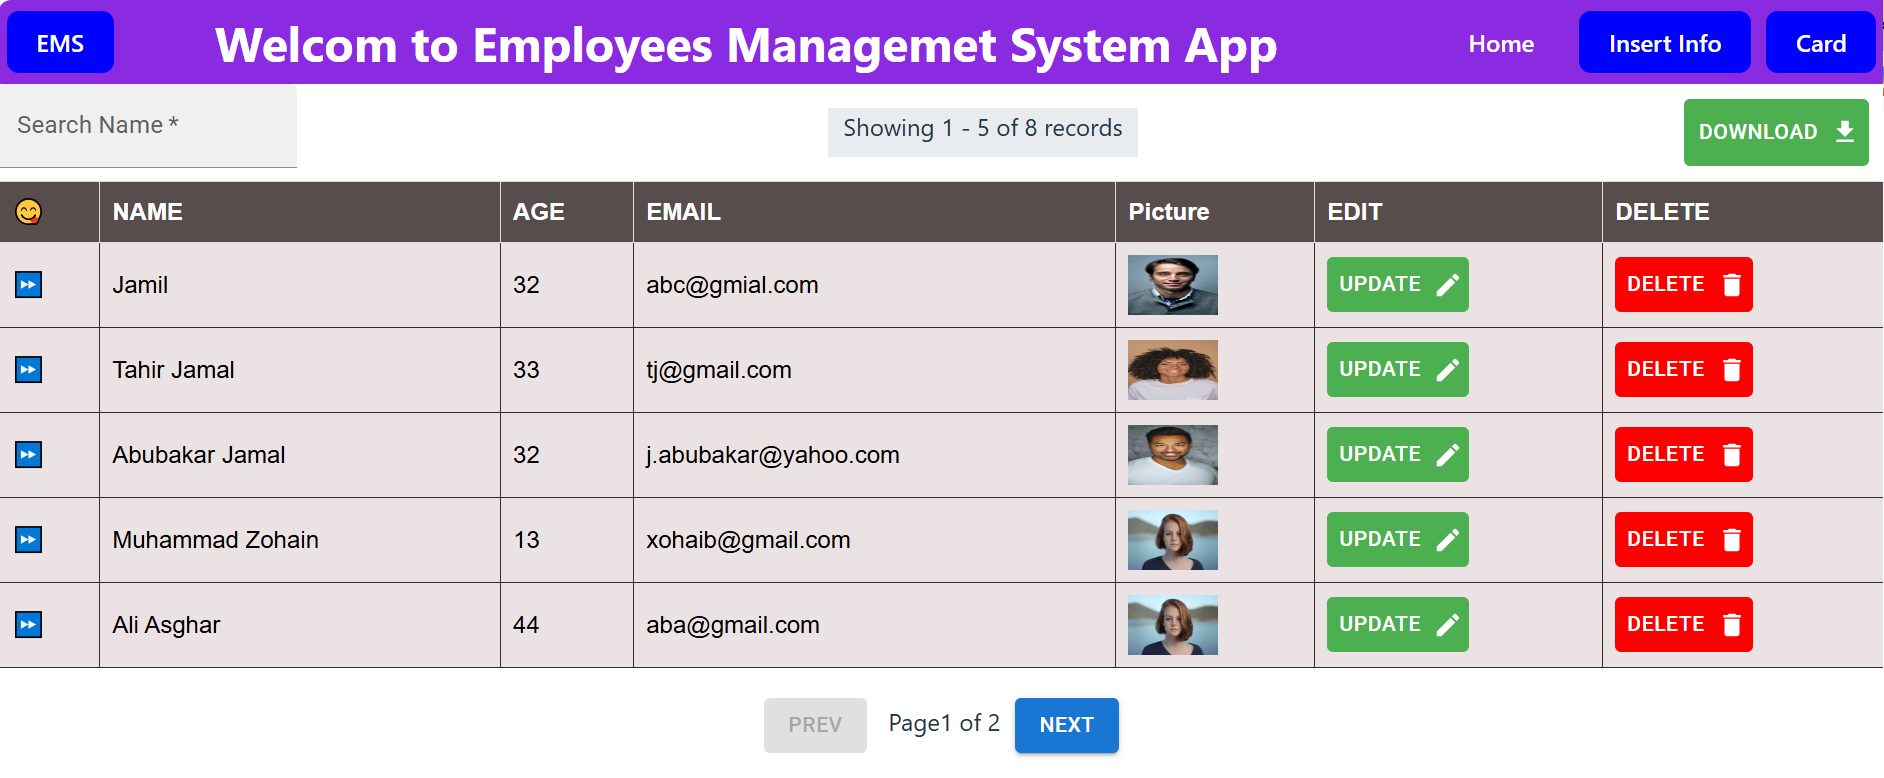 EMS Welcom to Employees Managemet System App Home Insert Info Card
Search Name * Showing 1 - 5 of 8 records DOWNLOAD
NAME AGE EMAIL Picture EDIT DELETE
Jamil 32 abc@gmial.com UPDATE DELETE
Tahir Jamal 33 tj@gmail.com UPDATE DELETE
Abubakar Jamal 32 j.abubakar@yahoo.com UPDATE DELETE
Muhammad Zohain 13 xohaib@gmail.com UPDATE DELETE
Ali Asghar 44 aba@gmail.com UPDATE DELETE
PREV Page1 of 2 NEXT